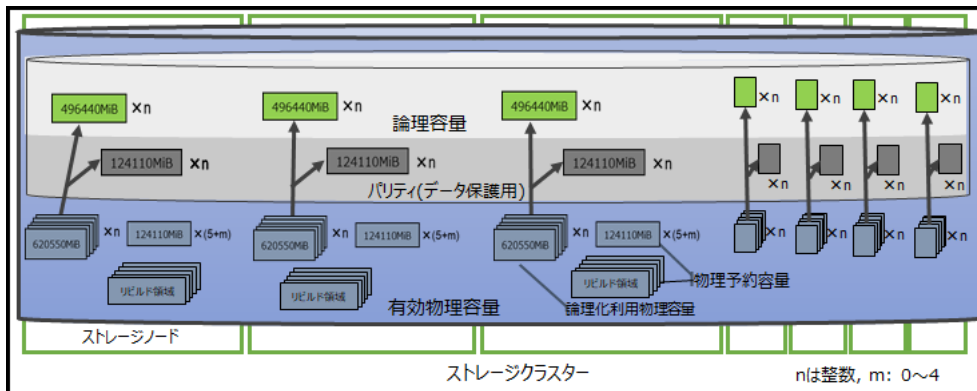 496440MiB ×n
496440MiB ×n
496440MiB ×n
×n
×n
×n
×n
論理容量
124110MiB ×n
124110MiB ×n
124110MiB ×n
×n
×n
×n
×n
パリティ(データ保護用)
620550MiB ×n 124110MiB ×(5+m)
620550MiB ×n 124110MiB ×(5+m)
620550MiB ×n 124110MiB ×(5+m)
リビルド領域
リビルド領域
リビルド領域
物理予約容量
有効物理容量
論理化利用物理容量
ストレージノード
ストレージクラスター
nは整数, m: 0～4